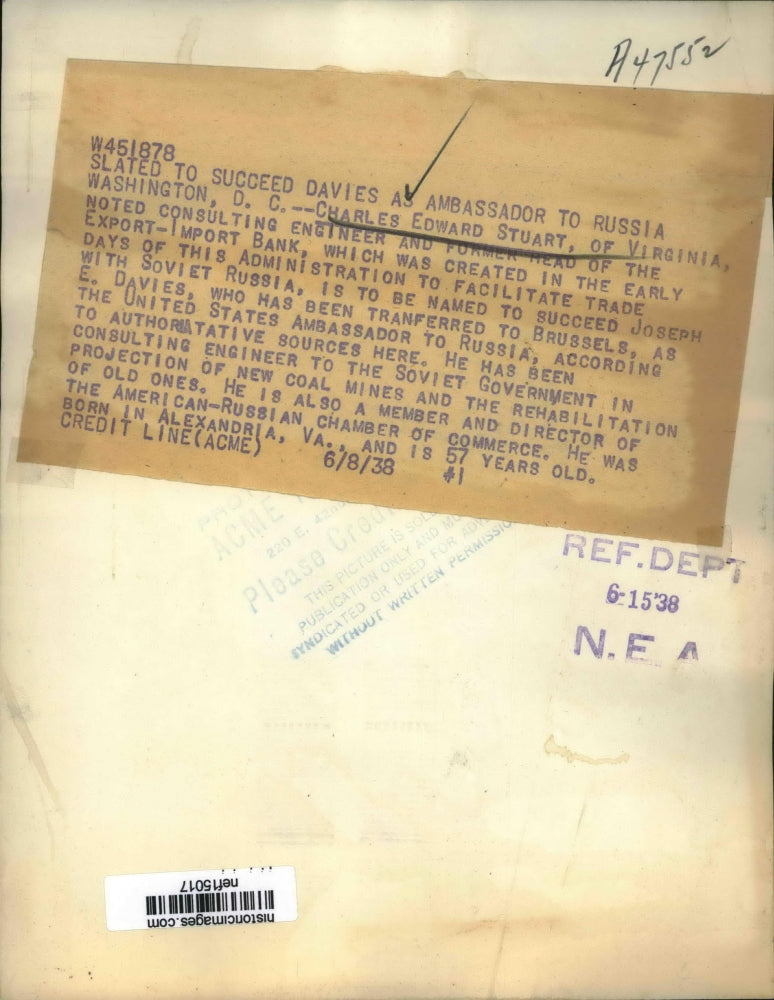 A47552
W451878
SLATED TO SUCCEED DAVIES AS AMBASSADOR TO RUSSIA
WASHINGTON, D. C.--CHARLES EDWARD STUART, OF VIRGINIA,
NOTED CONSULTING ENGINEER AND FORMER HEAD OF THE
EXPORT-IMPORT BANK, WHICH WAS CREATED IN THE EARLY
DAYS OF THIS ADMINISTRATION TO FACILITATE TRADE
WITH SOVIET RUSSIA, IS TO BE NAMED TO SUCCEED JOSEPH
E. DAVIES, WHO HAS BEEN TRANFERRED TO BRUSSELS, AS
THE UNITED STATES AMBASSADOR TO RUSSIA, ACCORDING
TO AUTHORITATIVE SOURCES HERE. HE HAS BEEN
CONSULTING ENGINEER TO THE SOVIET GOVERNMENT IN
PROJECTION OF NEW COAL MINES AND THE REHABILITATION
OF OLD ONES. HE IS ALSO A MEMBER AND DIRECTOR OF
THE AMERICAN-RUSSIAN CHAMBER OF COMMERCE. HE WAS
BORN IN ALEXANDRIA, VA., AND IS 57 YEARS OLD.
CREDIT LINE(ACME) 6/8/38 #1
ACME
220 E.
Please Credit
THIS PICTURE IS
PUBLICATION ONLY AND
SYNDICATED OR USED FOR
WITHOUT WRITTEN PERMISSIO
REF. DEPT
6-15'38
N. E A
nef15017
historicimages.com